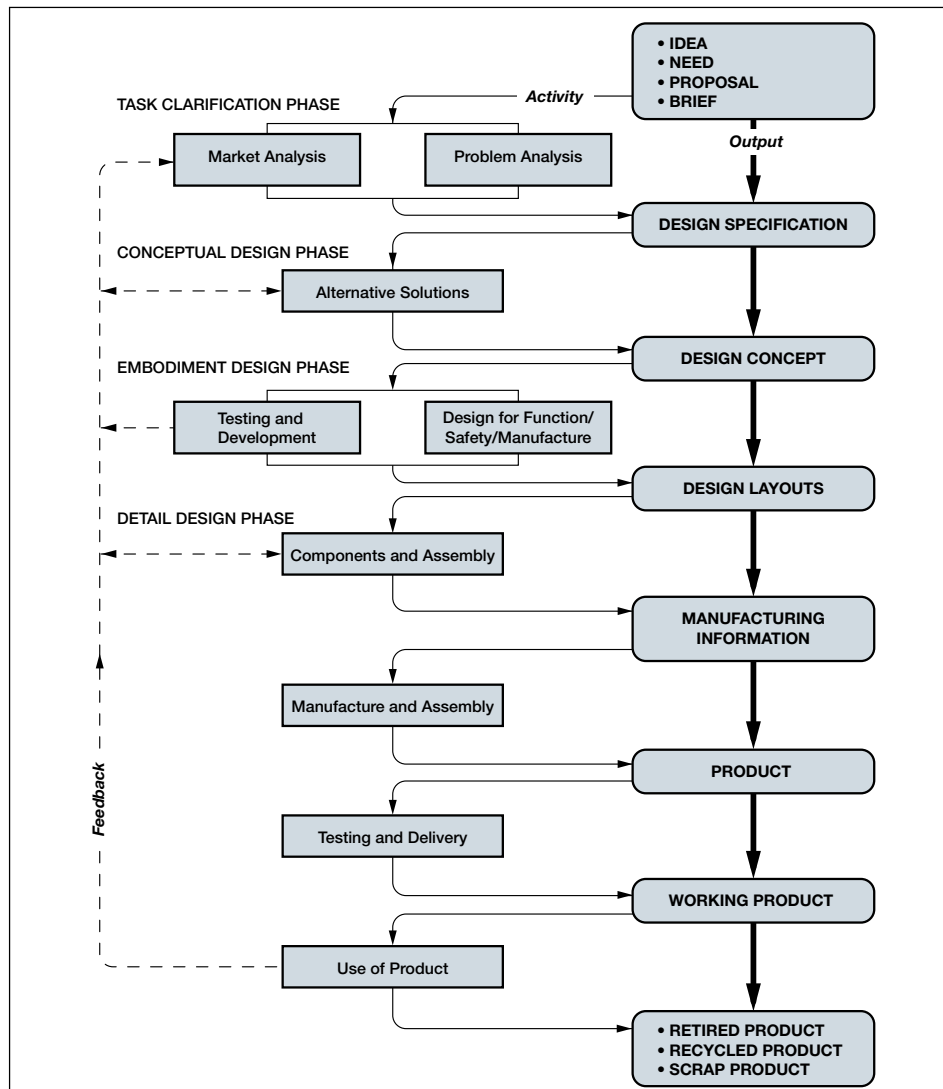 • IDEA
• NEED
• PROPOSAL
• BRIEF
Activity
TASK CLARIFICATION PHASE
Output
Market Analysis
Problem Analysis
DESIGN SPECIFICATION
CONCEPTUAL DESIGN PHASE
Alternative Solutions
DESIGN CONCEPT
EMBODIMENT DESIGN PHASE
Testing and
Development
Design for Function/
Safety/Manufacture
DESIGN LAYOUTS
DETAIL DESIGN PHASE
Components and Assembly
MANUFACTURING
INFORMATION
Manufacture and Assembly
PRODUCT
Feedback
Testing and Delivery
WORKING PRODUCT
Use of Product
• RETIRED PRODUCT
• RECYCLED PRODUCT
• SCRAP PRODUCT